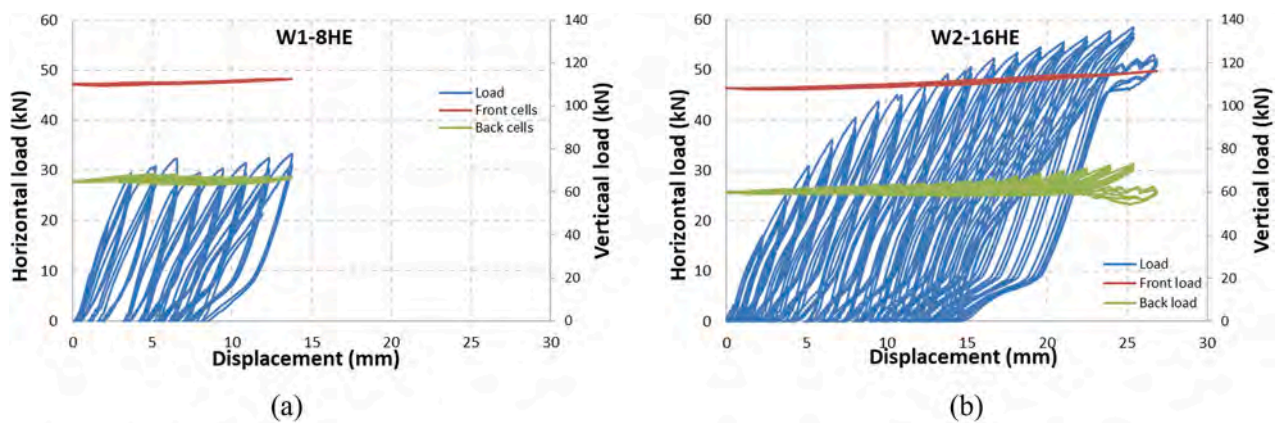 W1-8HE
Horizontal load (kN)
60
50
40
30
20
10
0
0 5 10 15 20 25 30
Displacement (mm)
140
120
100
80
60
40
20
0
Verticaal load (kN)
Load
Front cells
Back cells
(a)
W2-16HE
Horizontal load (kN)
60
50
40
30
20
10
0
0 5 10 15 20 25 30
Displacement (mm)
140
120
100
80
60
40
20
0
Vertical load (kN)
Load
Front load
Back load
(b)